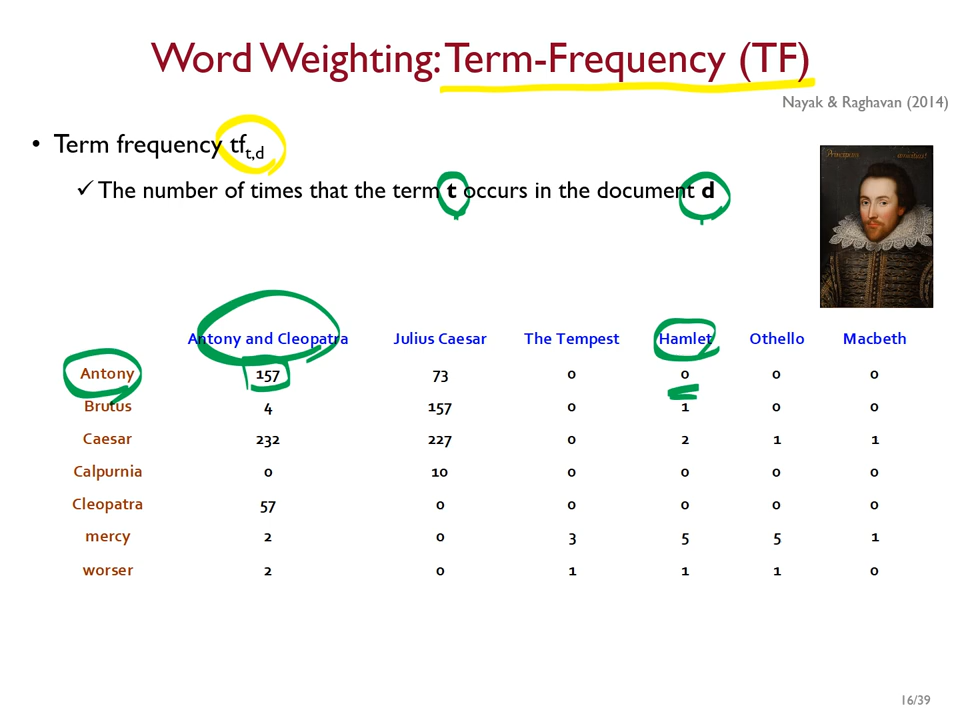 Word Weighting: Term-Frequency (TF)
Nayak & Raghavan (2014)
• Term frequency tft,d
✓ The number of times that the term t occurs in the document d
Antony and Cleopatra Julius Caesar The Tempest Hamlet Othello Macbeth
Antony 157 73 0 0 0 0
Brutus 4 157 0 1 0 0
Caesar 232 227 0 2 1 1
Calpurnia 0 10 0 0 0 0
Cleopatra 57 0 0 0 0 0
mercy 2 0 3 5 5 1
worser 2 0 1 1 1 0
16/39